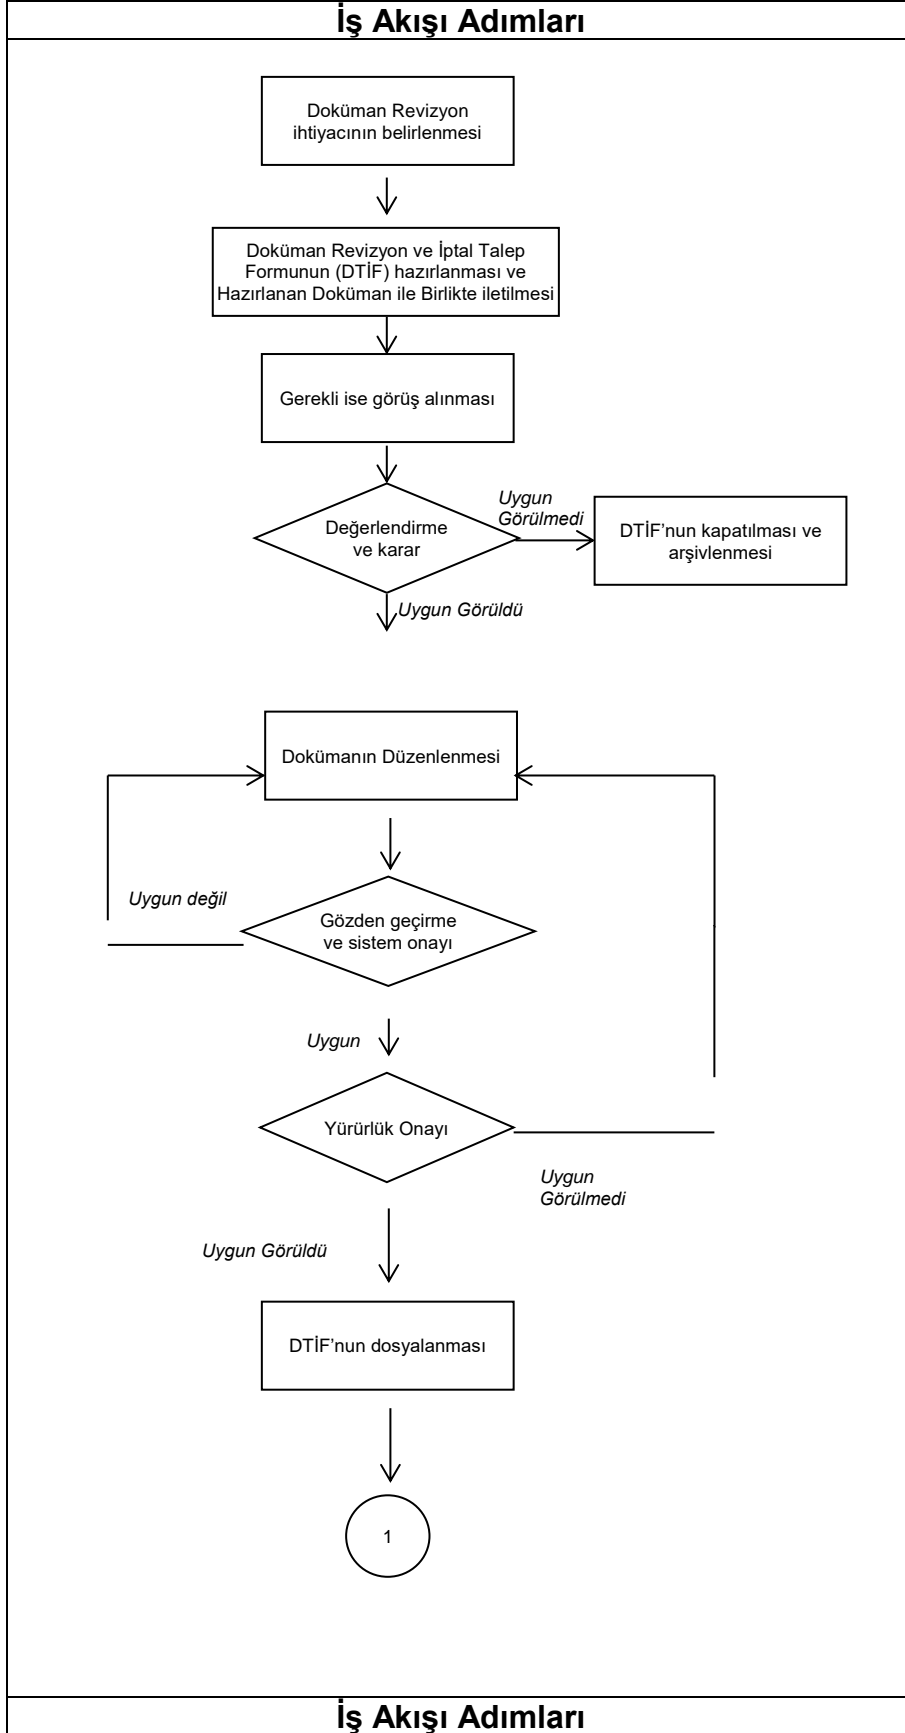 İş Akışı Adımları
Doküman Revizyon
ihtiyacının belirlenmesi
Doküman Revizyon ve İptal Talep
Formunun (DTİF) hazırlanması ve
Hazırlanan Doküman ile Birlikte iletilmesi
Gerekli ise görüş alınması
Değerlendirme
ve karar
Uygun
Görülmedi
DTİF’nun kapatılması ve
arşivlenmesi
Uygun Görüldü
Dokümanın Düzenlenmesi
Uygun değil
Gözden geçirme
ve sistem onayı
Uygun
Yürürlük Onayı
Uygun
Görülmedi
Uygun Görüldü
DTİF’nun dosyalanması
1
İş Akışı Adımları